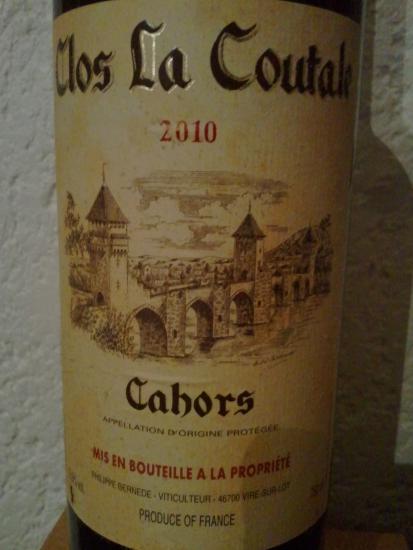 Clos La Coutale
2010
Cahors
APPELLATION D'ORIGINE PROTÉGÉE
MIS EN BOUTEILLE A LA PROPRIÉTÉ
PHILIPPE BERNEDE - VITICULTEUR - 46700 VIRE-SUR-LOT
PRODUCE OF FRANCE